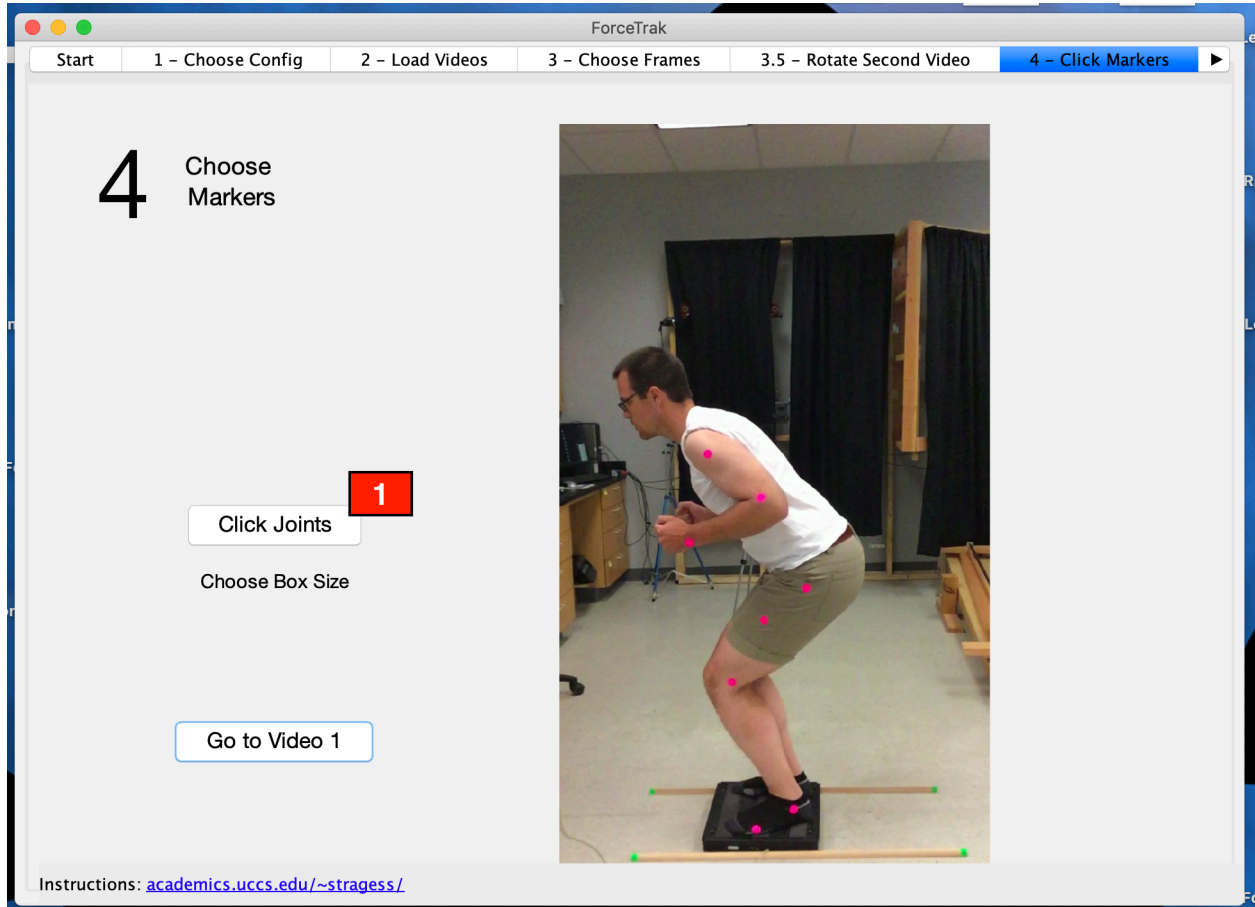 ForceTrak
Start 1 – Choose Config 2 – Load Videos 3 – Choose Frames 3.5 – Rotate Second Video 4 – Click Markers
4 Choose
Markers
1
Click Joints
Choose Box Size
Go to Video 1
Instructions: academics.uccs.edu/~stragess/